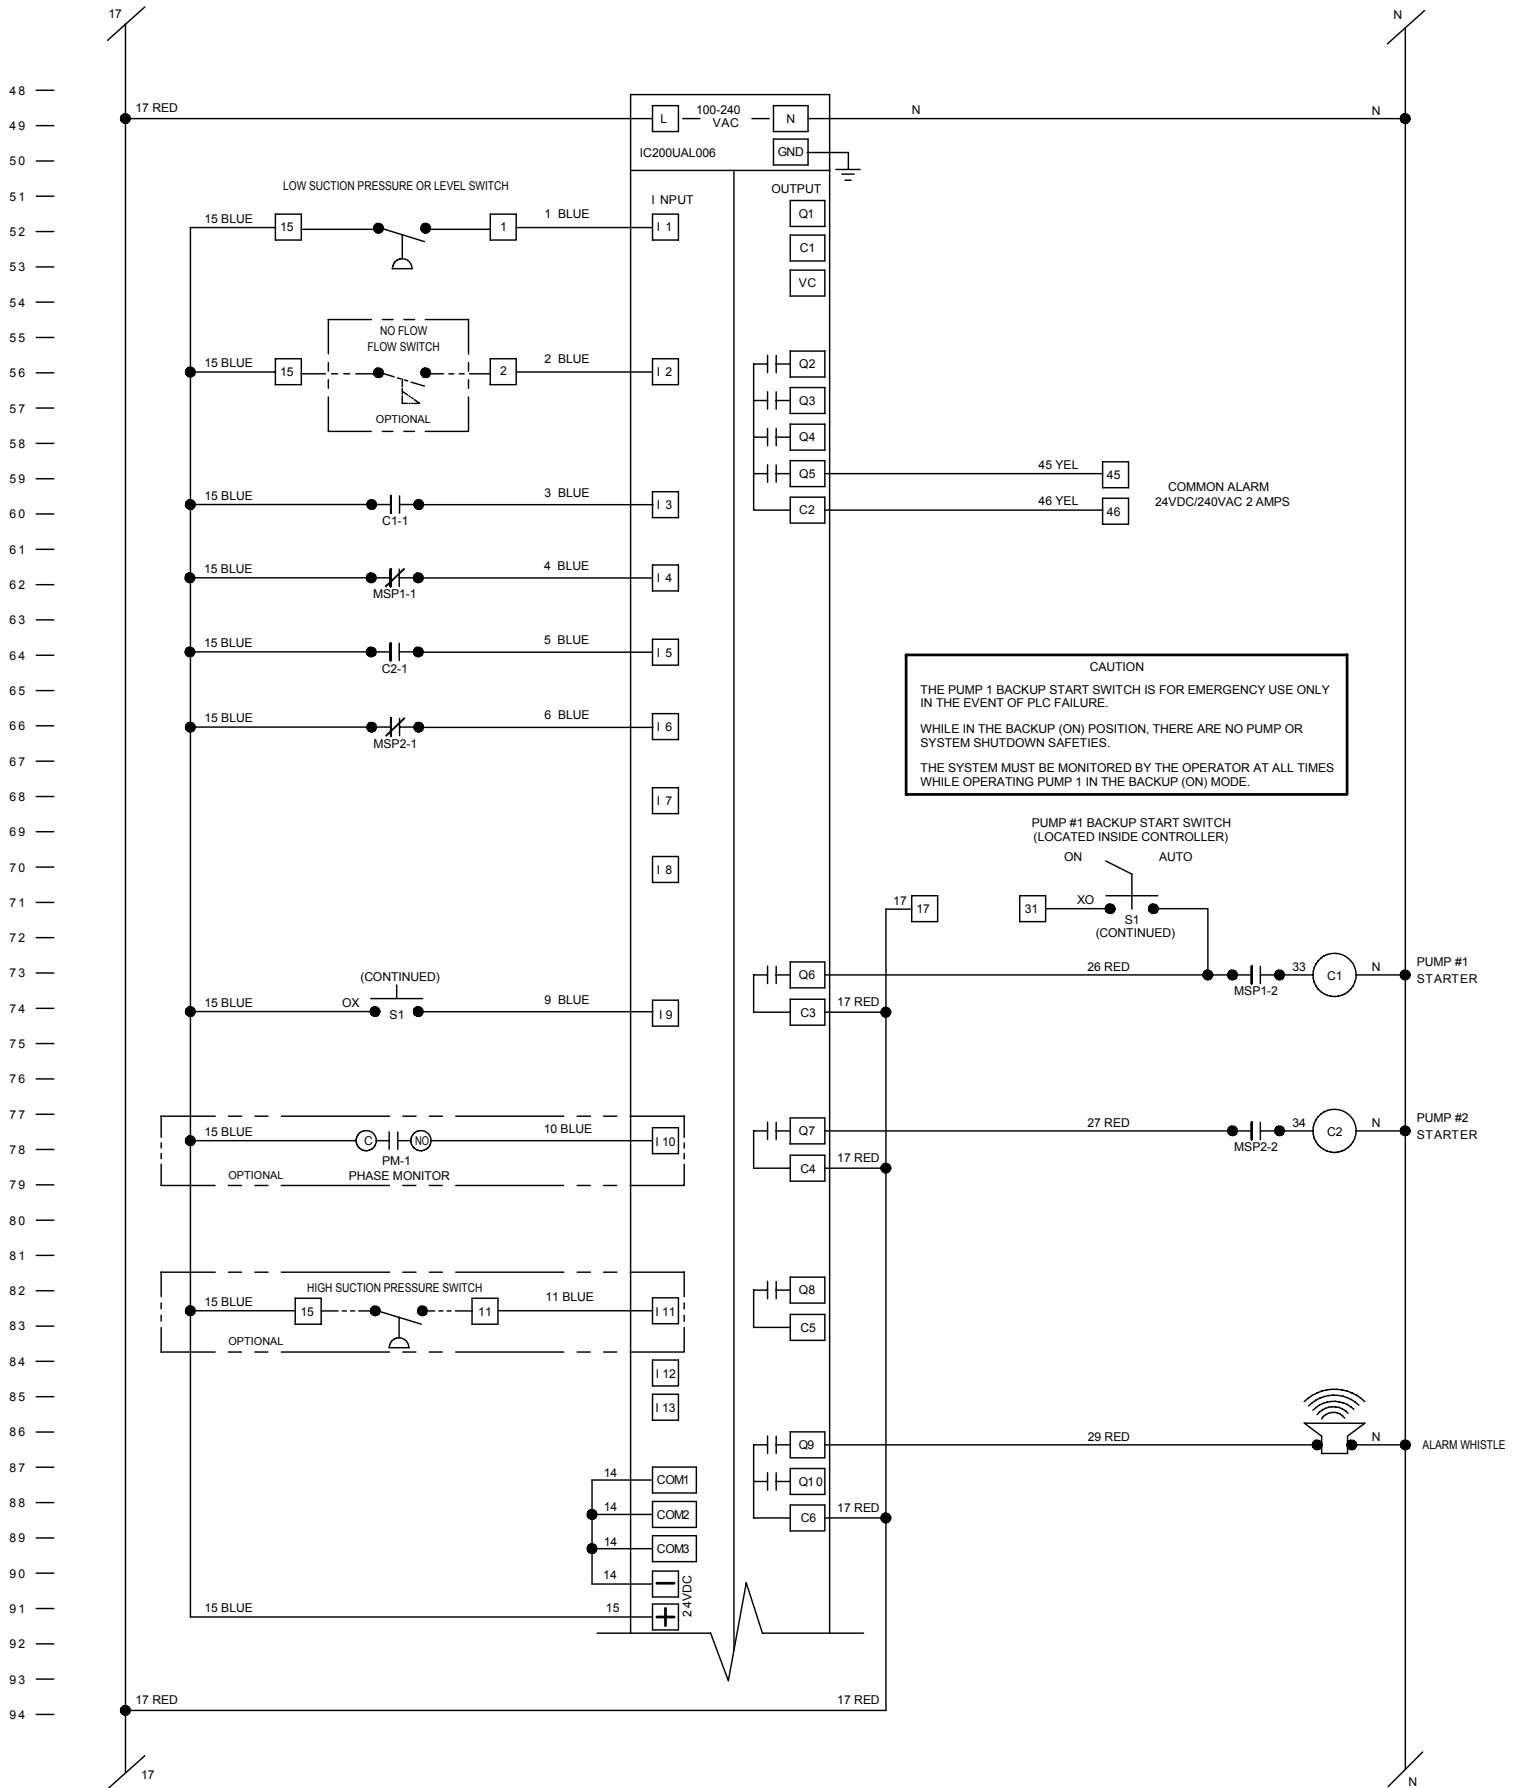 17
N
48
17 RED
L
100-240
VAC
N
N
N
49
IC200UAL006
GND
50
LOW SUCTION PRESSURE OR LEVEL SWITCH
51
I NPUT
OUTPUT
15 BLUE
15
1
1 BLUE
I 1
Q1
52
C1
53
VC
54
55
NO FLOW
FLOW SWITCH
15 BLUE
15
2
2 BLUE
I 2
Q2
56
57
OPTIONAL
Q3
58
Q4
59
Q5
45 YEL
45
COMMON ALARM
24VDC/240VAC 2 AMPS
15 BLUE
C1-1
3 BLUE
I 3
60
C2
46 YEL
46
61
15 BLUE
MSP1-1
4 BLUE
I 4
62
63
15 BLUE
C2-1
5 BLUE
I 5
64
65
CAUTION
THE PUMP 1 BACKUP START SWITCH IS FOR EMERGENCY USE ONLY
IN THE EVENT OF PLC FAILURE.
WHILE IN THE BACKUP (ON) POSITION, THERE ARE NO PUMP OR
SYSTEM SHUTDOWN SAFETIES.
THE SYSTEM MUST BE MONITORED BY THE OPERATOR AT ALL TIMES
WHILE OPERATING PUMP 1 IN THE BACKUP (ON) MODE.
15 BLUE
MSP2-1
6 BLUE
I 6
66
67
68
I 7
69
PUMP #1 BACKUP START SWITCH
(LOCATED INSIDE CONTROLLER)
ON
AUTO
70
I 8
71
17
17
31
XO
S1
(CONTINUED)
72
73
Q6
26 RED
MSP1-2
33
C1
N
PUMP #1
STARTER
(CONTINUED)
15 BLUE
OX
S1
9 BLUE
I 9
74
C3
17 RED
75
76
77
15 BLUE
C
NO
10 BLUE
I 10
PM-1
PHASE MONITOR
OPTIONAL
Q7
27 RED
MSP2-2
34
C2
N
PUMP #2
STARTER
78
C4
17 RED
79
80
81
82
HIGH SUCTION PRESSURE SWITCH
15 BLUE
15
11
11 BLUE
I 11
OPTIONAL
Q8
83
C5
84
I 12
85
I 13
86
Q9
29 RED
N
ALARM WHISTLE
87
14
COM1
Q10
88
14
COM2
C6
17 RED
89
14
COM3
90
14
24VDC
91
15 BLUE
15
92
93
17 RED
17 RED
94
17
N